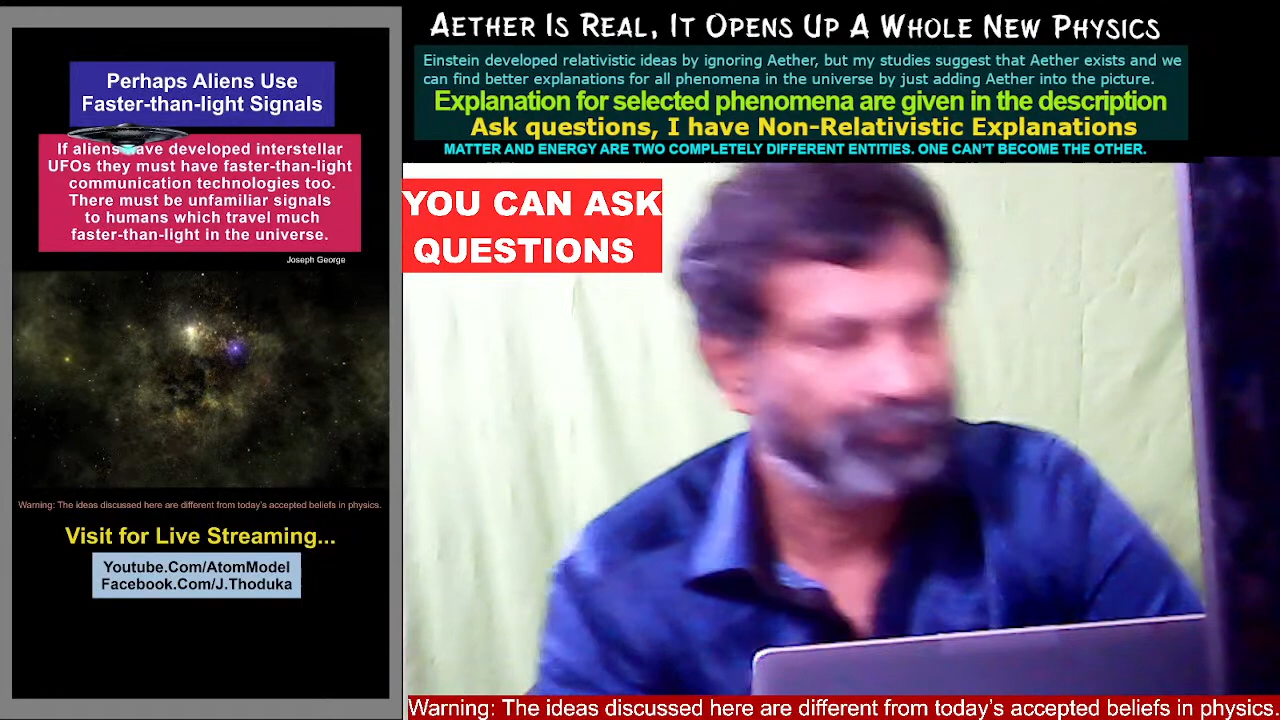 Perhaps Aliens Use
Faster-than-light Signals
If aliens have developed interstellar
UFOs they must have faster-than-light
communication technologies too.
There must be unfamiliar signals
to humans which travel much
faster-than-light in the universe.
Joseph George
Warning: The ideas discussed here are different from today's accepted beliefs in physics.
Visit for Live Streaming...
Youtube.Com/AtomModel
Facebook.Com/J.Thoduka
Aether Is Real, It Opens Up A Whole New Physics
Einstein developed relativistic ideas by ignoring Aether, but my studies suggest that Aether exists and we
can find better explanations for all phenomena in the universe by just adding Aether into the picture.
Explanation for selected phenomena are given in the description
Ask questions, I have Non-Relativistic Explanations
MATTER AND ENERGY ARE TWO COMPLETELY DIFFERENT ENTITIES. ONE CAN'T BECOME THE OTHER.
YOU CAN ASK
QUESTIONS
Warning: The ideas discussed here are different from today's accepted beliefs in physics.